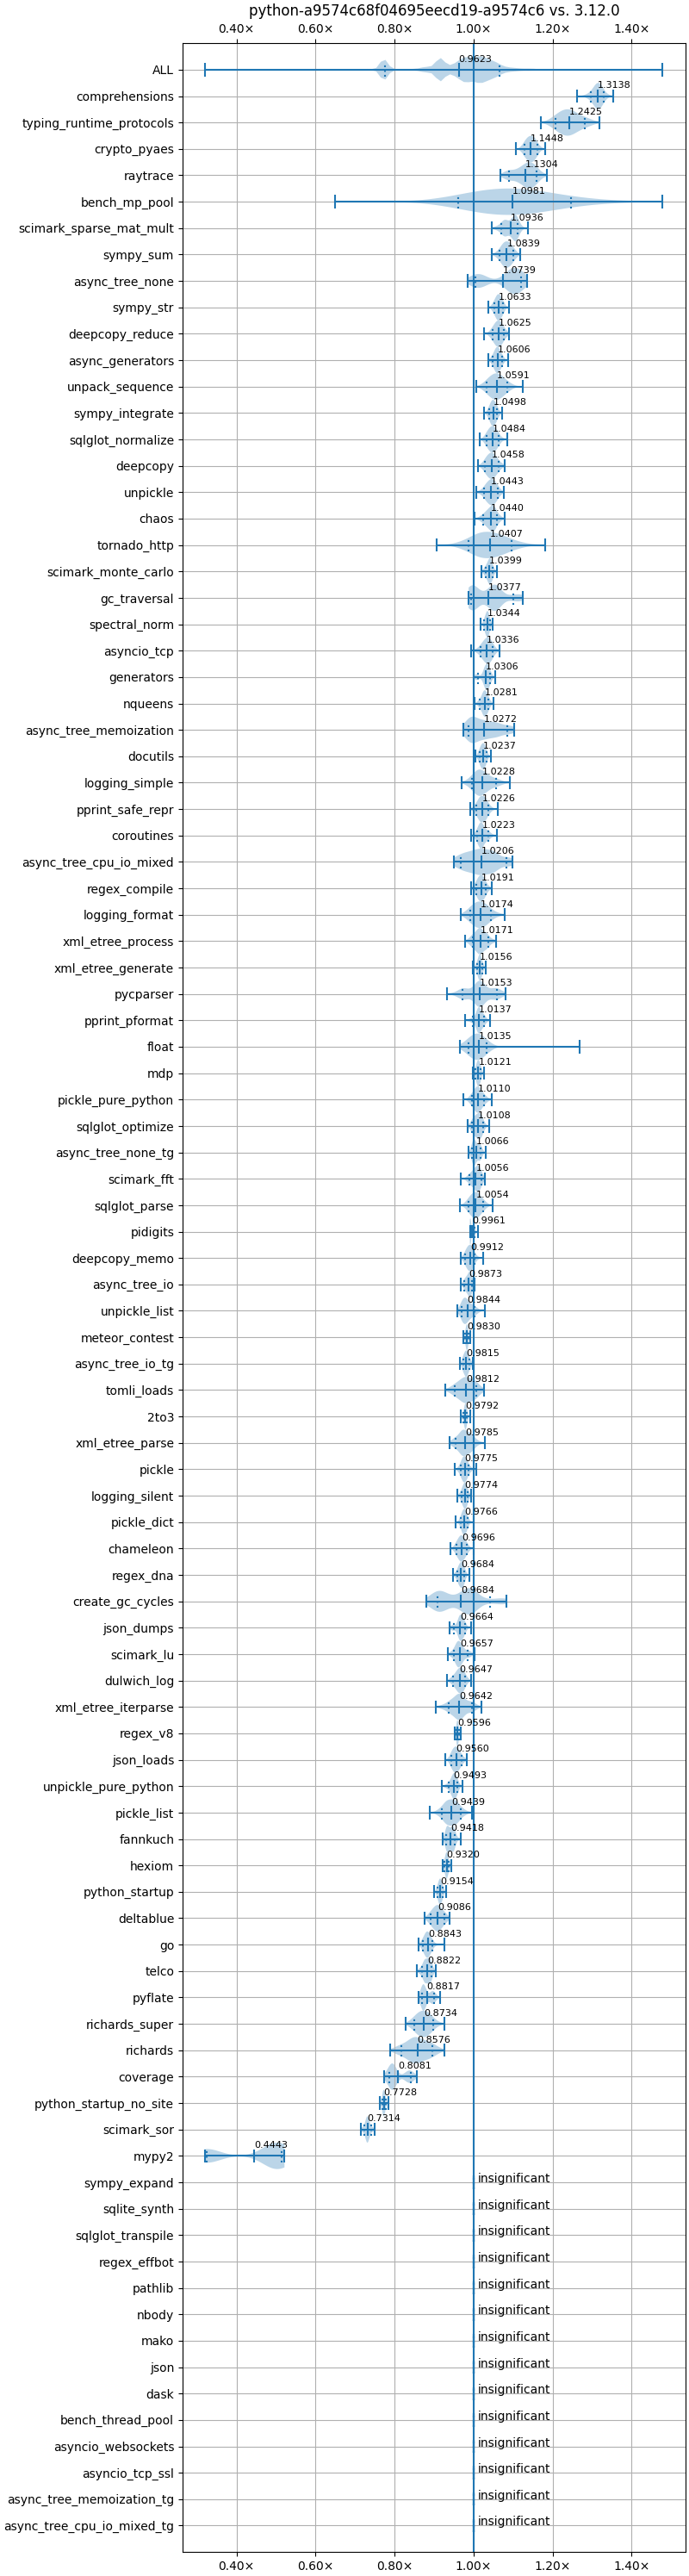 python-a9574c68f04695eecd19-a9574c6 vs. 3.12.0
0.40× 0.60× 0.80× 1.00× 1.20× 1.40×
ALL 0.9623
comprehensions 1.3138
typing_runtime_protocols 1.2425
crypto_pyaes 1.1448
raytrace 1.1304
bench_mp_pool 1.0981
scimark_sparse_mat_mult 1.0936
sympy_sum 1.0839
async_tree_none 1.0739
sympy_str 1.0633
deepcopy_reduce 1.0625
async_generators 1.0606
unpack_sequence 1.0591
sympy_integrate 1.0498
sqlglot_normalize 1.0484
deepcopy 1.0458
unpickle 1.0443
chaos 1.0440
tornado_http 1.0407
scimark_monte_carlo 1.0399
gc_traversal 1.0377
spectral_norm 1.0344
asyncio_tcp 1.0336
generators 1.0306
nqueens 1.0281
async_tree_memoization 1.0272
docutils 1.0237
logging_simple 1.0228
pprint_safe_repr 1.0226
coroutines 1.0223
async_tree_cpu_io_mixed 1.0206
regex_compile 1.0191
logging_format 1.0174
xml_etree_process 1.0171
xml_etree_generate 1.0156
pycparser 1.0153
pprint_pformat 1.0137
float 1.0135
mdp 1.0121
pickle_pure_python 1.0110
sqlglot_optimize 1.0108
async_tree_none_tg 1.0066
scimark_fft 1.0056
sqlglot_parse 1.0054
pidigits 0.9961
deepcopy_memo 0.9912
async_tree_io 0.9873
unpickle_list 0.9844
meteor_contest 0.9830
async_tree_io_tg 0.9815
tomli_loads 0.9812
2to3 0.9792
xml_etree_parse 0.9785
pickle 0.9775
logging_silent 0.9774
pickle_dict 0.9766
chameleon 0.9696
regex_dna 0.9684
create_gc_cycles 0.9684
json_dumps 0.9664
scimark_lu 0.9657
dulwich_log 0.9647
xml_etree_iterparse 0.9642
regex_v8 0.9596
json_loads 0.9560
unpickle_pure_python 0.9493
pickle_list 0.9439
fannkuch 0.9418
hexiom 0.9320
python_startup 0.9154
deltablue 0.9086
go 0.8843
telco 0.8822
pyflate 0.8817
richards_super 0.8734
richards 0.8576
coverage 0.8081
python_startup_no_site 0.7728
scimark_sor 0.7314
mypy2 0.4443
sympy_expand insignificant
sqlite_synth insignificant
sqlglot_transpile insignificant
regex_effbot insignificant
pathlib insignificant
nbody insignificant
mako insignificant
json insignificant
dask insignificant
bench_thread_pool insignificant
asyncio_websockets insignificant
asyncio_tcp_ssl insignificant
async_tree_memoization_tg insignificant
async_tree_cpu_io_mixed_tg insignificant
0.40× 0.60× 0.80× 1.00× 1.20× 1.40×